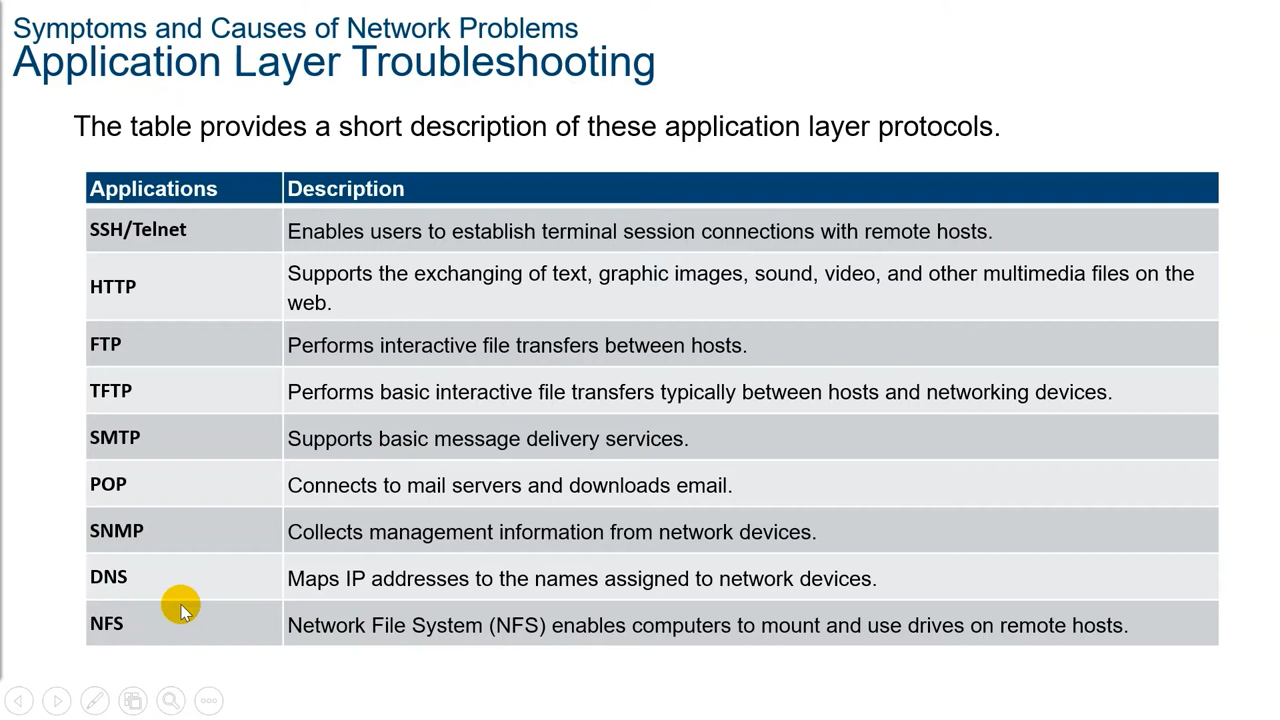 Symptoms and Causes of Network Problems
Application Layer Troubleshooting
The table provides a short description of these application layer protocols.
Applications Description
SSH/Telnet Enables users to establish terminal session connections with remote hosts.
HTTP Supports the exchanging of text, graphic images, sound, video, and other multimedia files on the
web.
FTP Performs interactive file transfers between hosts.
TFTP Performs basic interactive file transfers typically between hosts and networking devices.
SMTP Supports basic message delivery services.
POP Connects to mail servers and downloads email.
SNMP Collects management information from network devices.
DNS Maps IP addresses to the names assigned to network devices.
NFS Network File System (NFS) enables computers to mount and use drives on remote hosts.